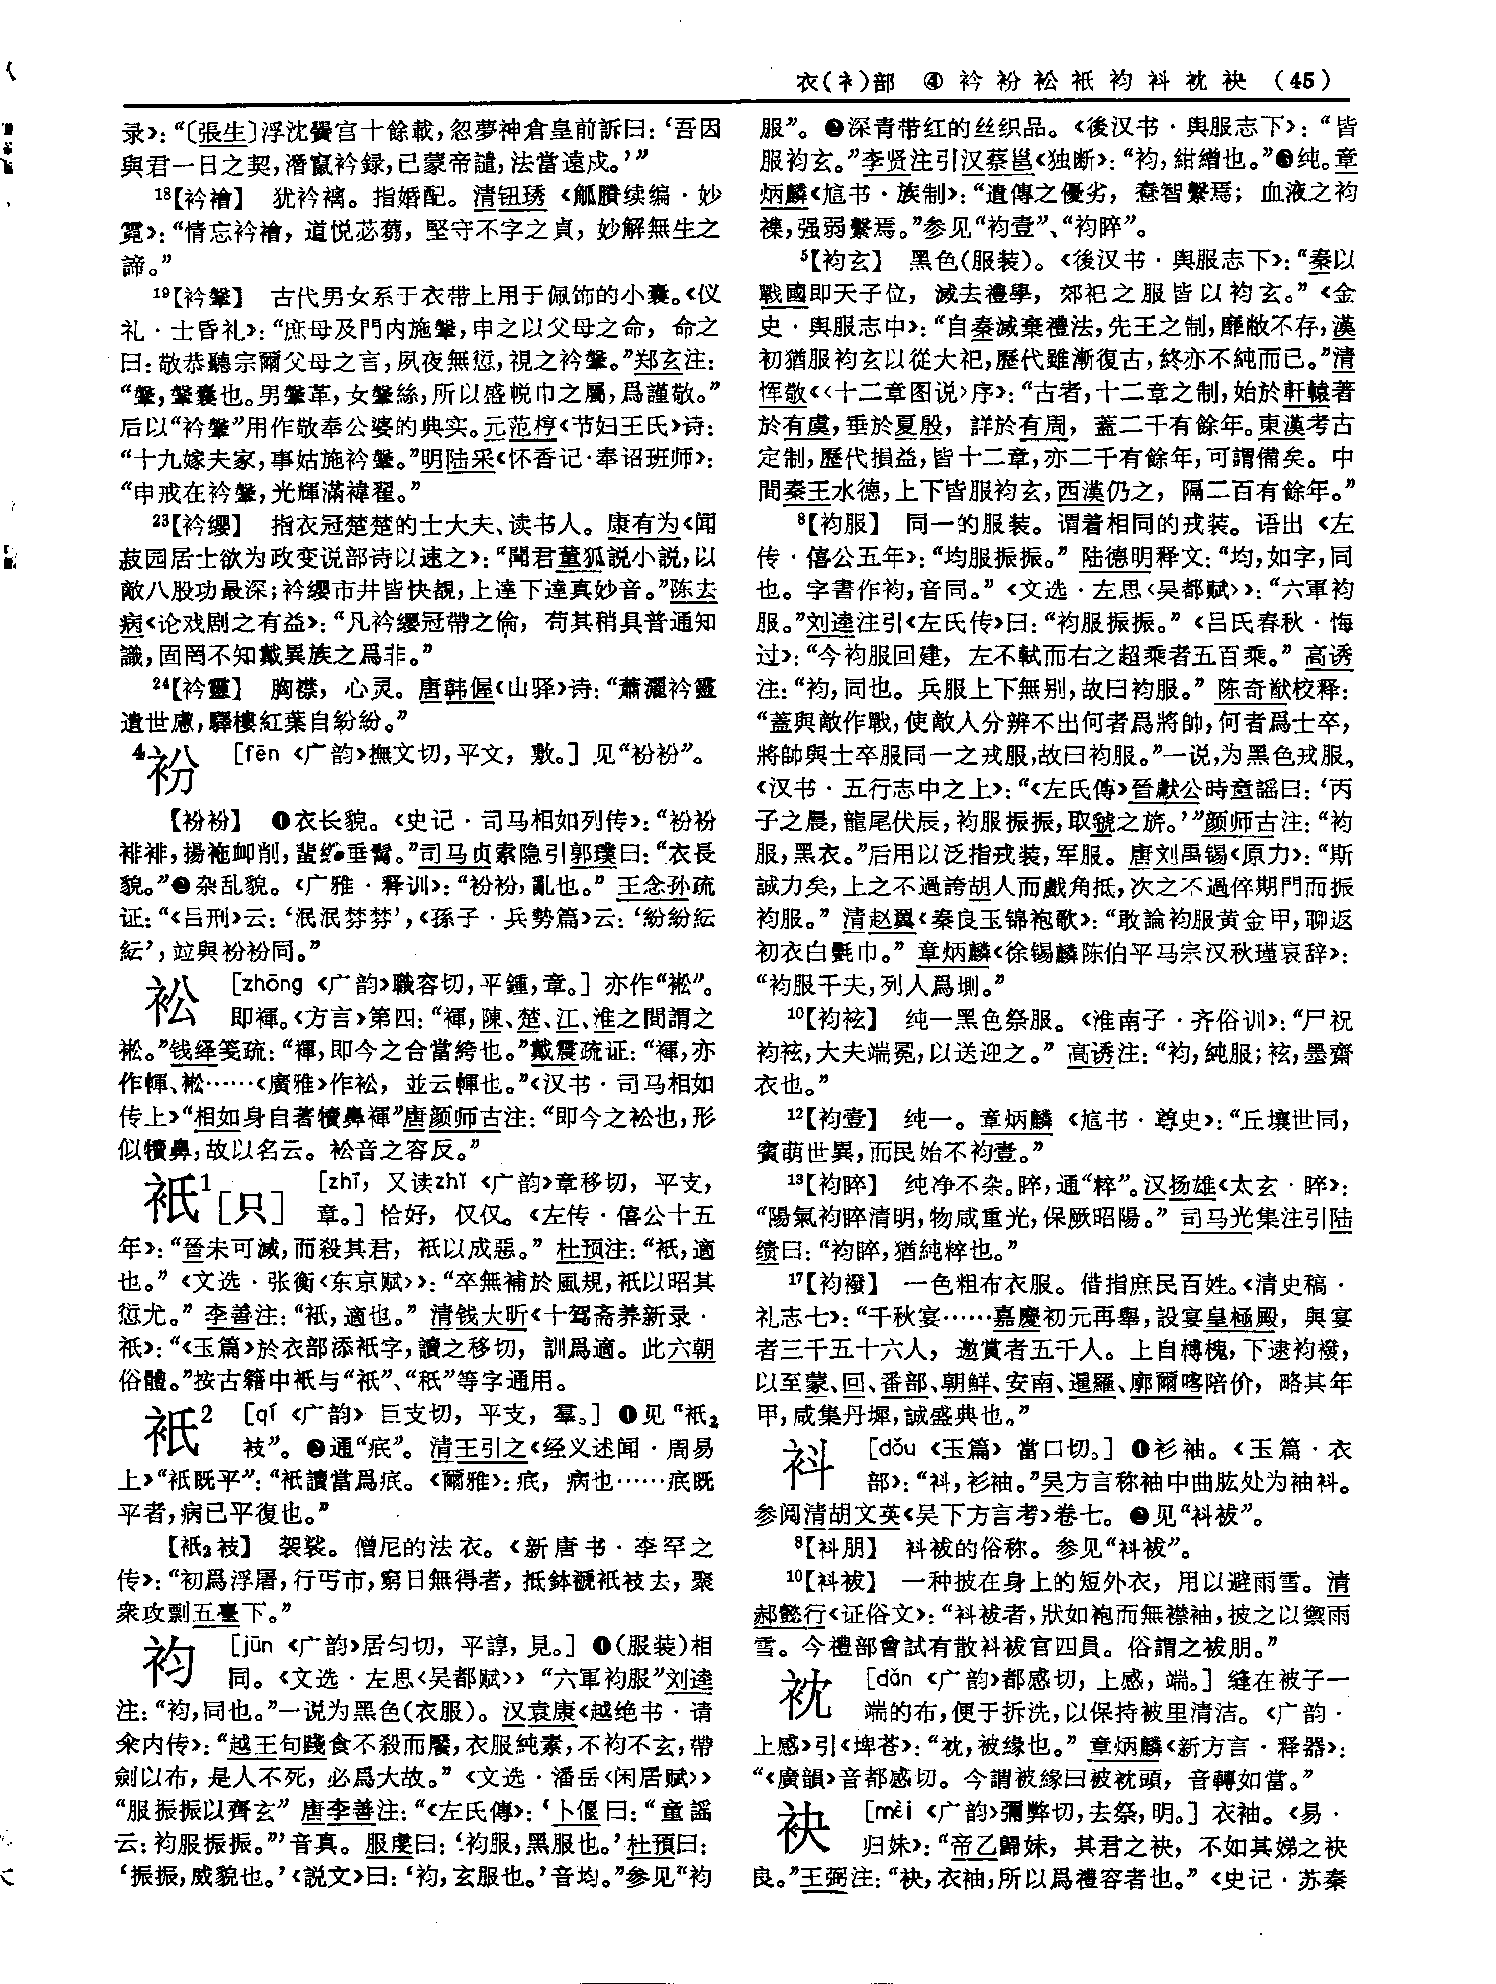 衣(衤)部 ④ 衿 衯 衳 衹 袀 䘞 衴 袂 (45)
录》：“〔張生〕浮沈黌宫十餘載，忽夢神倉皇前訴曰：‘吾因
與君一日之契，潛竄衿録，已蒙帝譴，法當遠戍。’”
18【衿褵】 犹衿褵。指婚配。清钮琇《觚賸续编·妙
霓》：“情忘衿褵，道悦苾蒭，堅守不字之貞，妙解無生之
諦。”
19【衿鞶】 古代男女系于衣带上用于佩饰的小囊。《仪
礼·士昏礼》：“庶母及門内施鞶，申之以父母之命，命之
曰：敬恭聽宗爾父母之言，夙夜無愆，視之衿鞶。”郑玄注：
“鞶，鞶囊也。男鞶革，女鞶絲，所以盛帨巾之屬，爲謹敬。”
后以“衿鞶”用作敬奉公婆的典实。元范梈《节妇王氏》诗：
“十九嫁夫家，事姑施衿鞶。”明陆采《怀香记·奉诏班师》：
“申戒在衿鞶，光輝滿褘翟。”
23【衿缨】 指衣冠楚楚的士大夫、读书人。康有为《闻
菽园居士欲为政变说部诗以速之》：“聞君董狐説小説，以
敵八股功最深；衿纓市井皆快覩，上達下達真妙音。”陈去
病《论戏剧之有益》：“凡衿纓冠帶之倫，苟其稍具普通知
識，固罔不知戴異族之爲非。”
24【衿靈】 胸襟，心灵。唐韩偓《山驿》诗：“蕭灑衿靈
遺世慮，驛樓紅葉自紛紛。”
4衯 ［fēn《广韵》撫文切，平文，敷。］见“衯衯”。
【衯衯】 ❶衣长貌。《史记·司马相如列传》：“衯衯
裶裶，揚袘卹削，蜚纖垂髾。”司马贞索隐引郭璞曰：“衣長
貌。”❷杂乱貌。《广雅·释训》：“衯衯，亂也。”王念孙疏
证：“《吕刑》云：‘泯泯棼棼’，《孫子·兵勢篇》云：‘紛紛紜
紜’，竝與衯衯同。”
衳 ［zhōng《广韵》職容切，平鍾，章。］亦作“䘴”。
即褌。《方言》第四：“褌，陳、楚、江、淮之間謂之
䘴。”钱绎笺疏：“褌，即今之合當絝也。”戴震疏证：“褌，亦
作㡓、䘴……《廣雅》作衳，並云㡓也。”《汉书·司马相如
传上》“相如身自著犢鼻褌”唐颜师古注：“即今之衳也，形
似犢鼻，故以名云。衳音之容反。”
衹1［只］ ［zhī，又读zhǐ《广韵》章移切，平支，
章。］恰好，仅仅。《左传·僖公十五
年》：“晉未可滅，而殺其君，衹以成惡。”杜预注：“衹，適
也。”《文选·张衡〈东京赋〉》：“卒無補於風規，衹以昭其
愆尤。”李善注：“衹，適也。”清钱大昕《十驾斋养新录·
衹》：“《玉篇》於衣部添衹字，讀之移切，訓爲適。此六朝
俗體。”按古籍中衹与“祇”、“秖”等字通用。
衹2 ［qí《广韵》巨支切，平支，羣。］❶见“衹2
衼”。❷通“疧”。清王引之《经义述闻·周易
上》“衹既平”：“衹讀當爲疧。《爾雅》：疧，病也……疧既
平者，病已平復也。”
【衹2衼】 袈裟。僧尼的法衣。《新唐书·李罕之
传》：“初爲浮屠，行丐市，窮日無得者，抵鉢褫衹衼去，聚
衆攻剽五臺下。”
袀 ［jūn《广韵》居匀切，平諄，見。］❶（服装）相
同。《文选·左思〈吴都赋〉》“六軍袀服”刘逵
注：“袀，同也。”一说为黑色（衣服）。汉袁康《越绝书·请
籴内传》：“越王句踐食不殺而饜，衣服純素，不袀不玄，帶
劍以布，是人不死，必爲大故。”《文选·潘岳〈闲居赋〉》
“服振振以齊玄”唐李善注：“《左氏傳》：‘卜偃曰：“童謡
云：袀服振振。”’音真。服虔曰：‘袀服，黑服也。’杜預曰：
‘振振，威貌也。’《説文》曰：‘袀，玄服也。’音均。”参见“袀
服”。❷深青带红的丝织品。《後汉书·舆服志下》：“皆
服袀玄。”李贤注引汉蔡邕《独断》：“袀，紺繒也。”❸纯。章
炳麟《訄书·族制》：“遺傳之優劣，惷智繫焉；血液之袀
襍，强弱繫焉。”参见“袀壹”、“袀睟”。
5【袀玄】 黑色（服装）。《後汉书·舆服志下》：“秦以
戰國即天子位，滅去禮學，郊祀之服皆以袀玄。”《金
史·舆服志中》：“自秦滅棄禮法，先王之制，靡敝不存，漢
初猶服袀玄以從大祀，歷代雖漸復古，終亦不純而已。”清
恽敬《〈十二章图说〉序》：“古者，十二章之制，始於軒轅著
於有虞，垂於夏殷，詳於有周，蓋二千有餘年。東漢考古
定制，歷代損益，皆十二章，亦二千有餘年，可謂備矣。中
間秦王水德，上下皆服袀玄，西漢仍之，隔二百有餘年。”
8【袀服】 同一的服装。谓着相同的戎装。语出《左
传·僖公五年》：“均服振振。”陆德明释文：“均，如字，同
也。字書作袀，音同。”《文选·左思〈吴都赋〉》：“六軍袀
服。”刘逵注引《左氏传》曰：“袀服振振。”《吕氏春秋·悔
过》：“今袀服回建，左不軾而右之超乘者五百乘。”高诱
注：“袀，同也。兵服上下無别，故曰袀服。”陈奇猷校释：
“蓋與敵作戰，使敵人分辨不出何者爲將帥，何者爲士卒，
將帥與士卒服同一之戎服，故曰袀服。”一说，为黑色戎服。
《汉书·五行志中之上》：“《左氏傳》晉獻公時童謡曰：‘丙
子之晨，龍尾伏辰，袀服振振，取虢之旂。’”颜师古注：“袀
服，黑衣。”后用以泛指戎装，军服。唐刘禹锡《原力》：“斯
誠力矣，上之不過誇胡人而戲角抵，次之不過倅期門而振
袀服。”清赵翼《秦良玉锦袍歌》：“敢論袀服黄金甲，聊返
初衣白氎巾。”章炳麟《徐锡麟陈伯平马宗汉秋瑾哀辞》：
“袀服千夫，列人爲堋。”
10【袀袨】 纯一黑色祭服。《淮南子·齐俗训》：“尸祝
袀袨，大夫端冕，以送迎之。”高诱注：“袀，純服；袨，墨齋
衣也。”
12【袀壹】 纯一。章炳麟《訄书·尊史》：“丘壤世同，
賓萌世異，而民始不袀壹。”
13【袀睟】 纯净不杂。睟，通“粹”。汉扬雄《太玄·睟》：
“陽氣袀睟清明，物咸重光，保厥昭陽。”司马光集注引陆
绩曰：“袀睟，猶純粹也。”
17【袀襏】 一色粗布衣服。借指庶民百姓。《清史稿·
礼志七》：“千秋宴……嘉慶初元再舉，設宴皇極殿，與宴
者三千五十六人，邀賞者五千人。上自槫槐，下逮袀襏，
以至蒙、回、番部、朝鮮、安南、暹羅、廓爾喀陪价，略其年
甲，咸集丹墀，誠盛典也。”
䘞 ［dǒu《玉篇》當口切。］❶衫袖。《玉篇·衣
部》：“䘞，衫袖。”吴方言称袖中曲肱处为袖䘞。
参阅清胡文英《吴下方言考》卷七。❷见“䘞袚”。
8【䘞朋】 䘞袚的俗称。参见“䘞袚”。
10【䘞袚】 一种披在身上的短外衣，用以避雨雪。清
郝懿行《证俗文》：“䘞袚者，狀如袍而無襟袖，披之以禦雨
雪。今禮部會試有散䘞袚官四員。俗謂之袚朋。”
衴 ［dǎn《广韵》都感切，上感，端。］缝在被子一
端的布，便于拆洗，以保持被里清洁。《广韵·
上感》引《埤苍》：“衴，被缘也。”章炳麟《新方言·释器》：
“《廣韻》音都感切。今謂被緣曰被衴頭，音轉如當。”
袂 ［mèi《广韵》彌弊切，去祭，明。］衣袖。《易·
归妹》：“帝乙歸妹，其君之袂，不如其娣之袂
良。”王弼注：“袂，衣袖，所以爲禮容者也。”《史记·苏秦